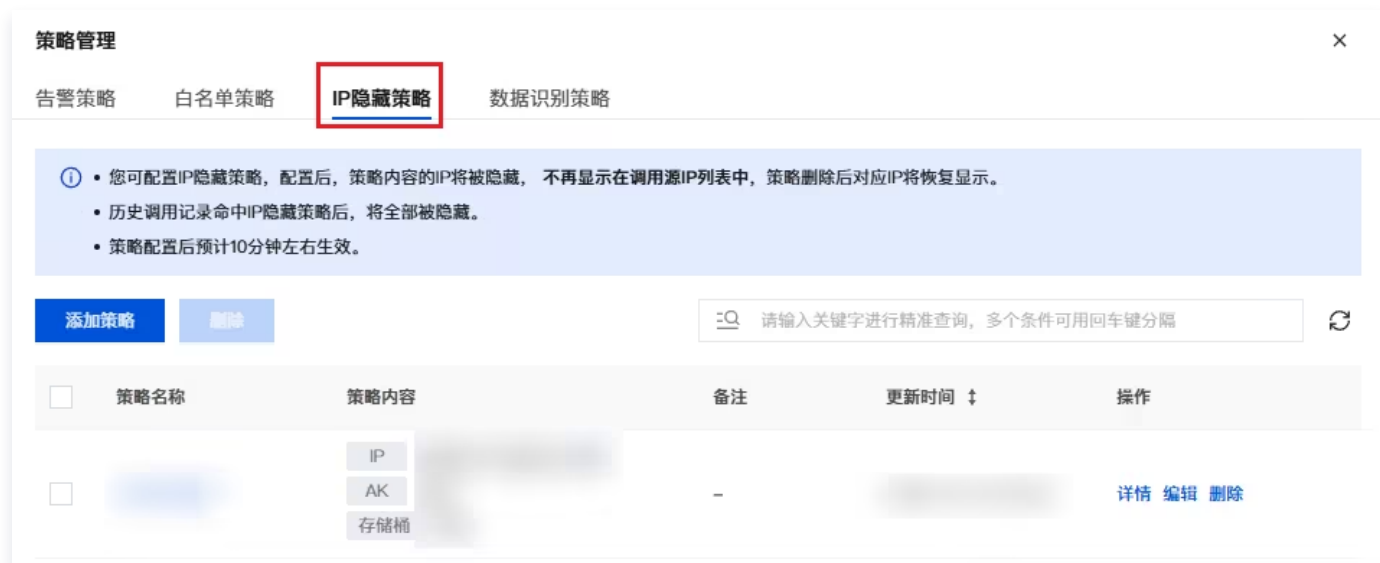 策略管理
告警策略 白名单策略 IP隐藏策略 数据识别策略
• 您可配置IP隐藏策略，配置后，策略内容的IP将被隐藏， 不再显示在调用源IP列表中，策略删除后对应IP将恢复显示。
• 历史调用记录命中IP隐藏策略后，将全部被隐藏。
• 策略配置后预计10分钟左右生效。
添加策略 删除 请输入关键字进行精准查询，多个条件可用回车键分隔
策略名称 策略内容 备注 更新时间 操作
IP
AK
- 详情 编辑 删除
存储桶